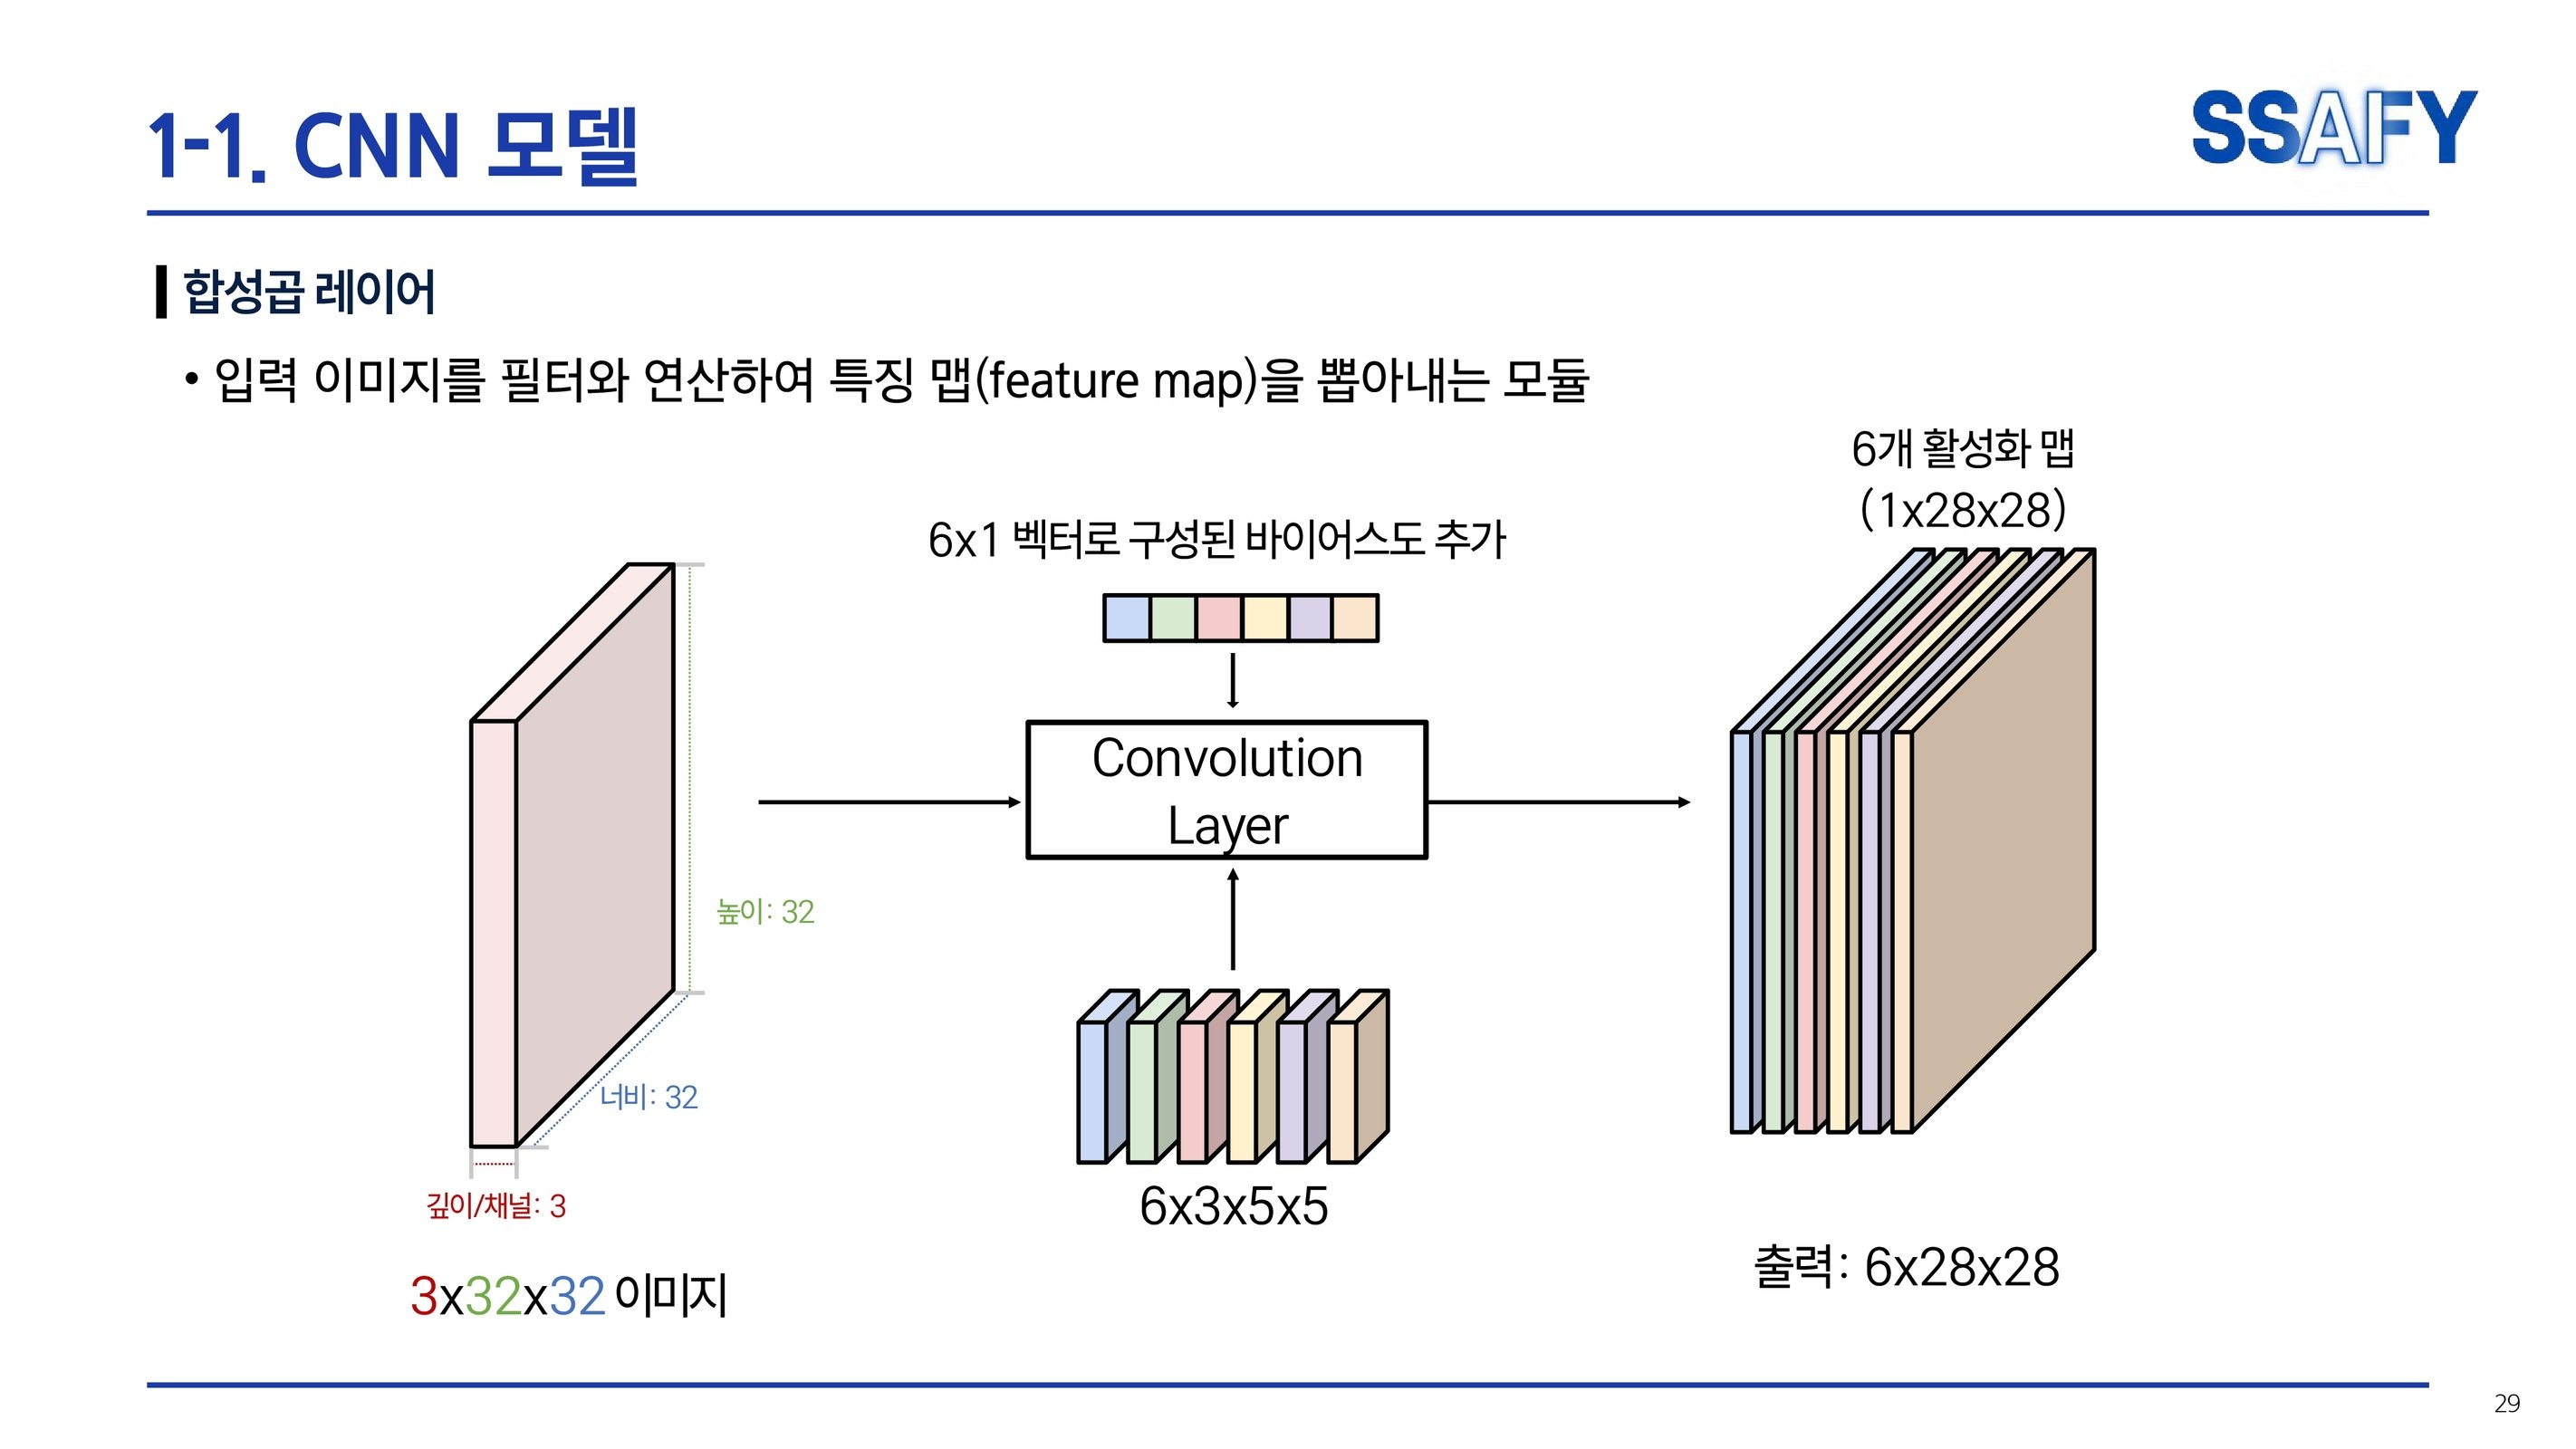 1-1. CNN 모델
SSAFY
합성곱 레이어
• 입력 이미지를 필터와 연산하여 특징 맵(feature map)을 뽑아내는 모듈
6개 활성화 맵
(1x28x28)
6x1 벡터로 구성된 바이어스도 추가
Convolution
Layer
높이: 32
너비: 32
깊이/채널: 3
6x3x5x5
출력: 6x28x28
3x32x32 이미지
29